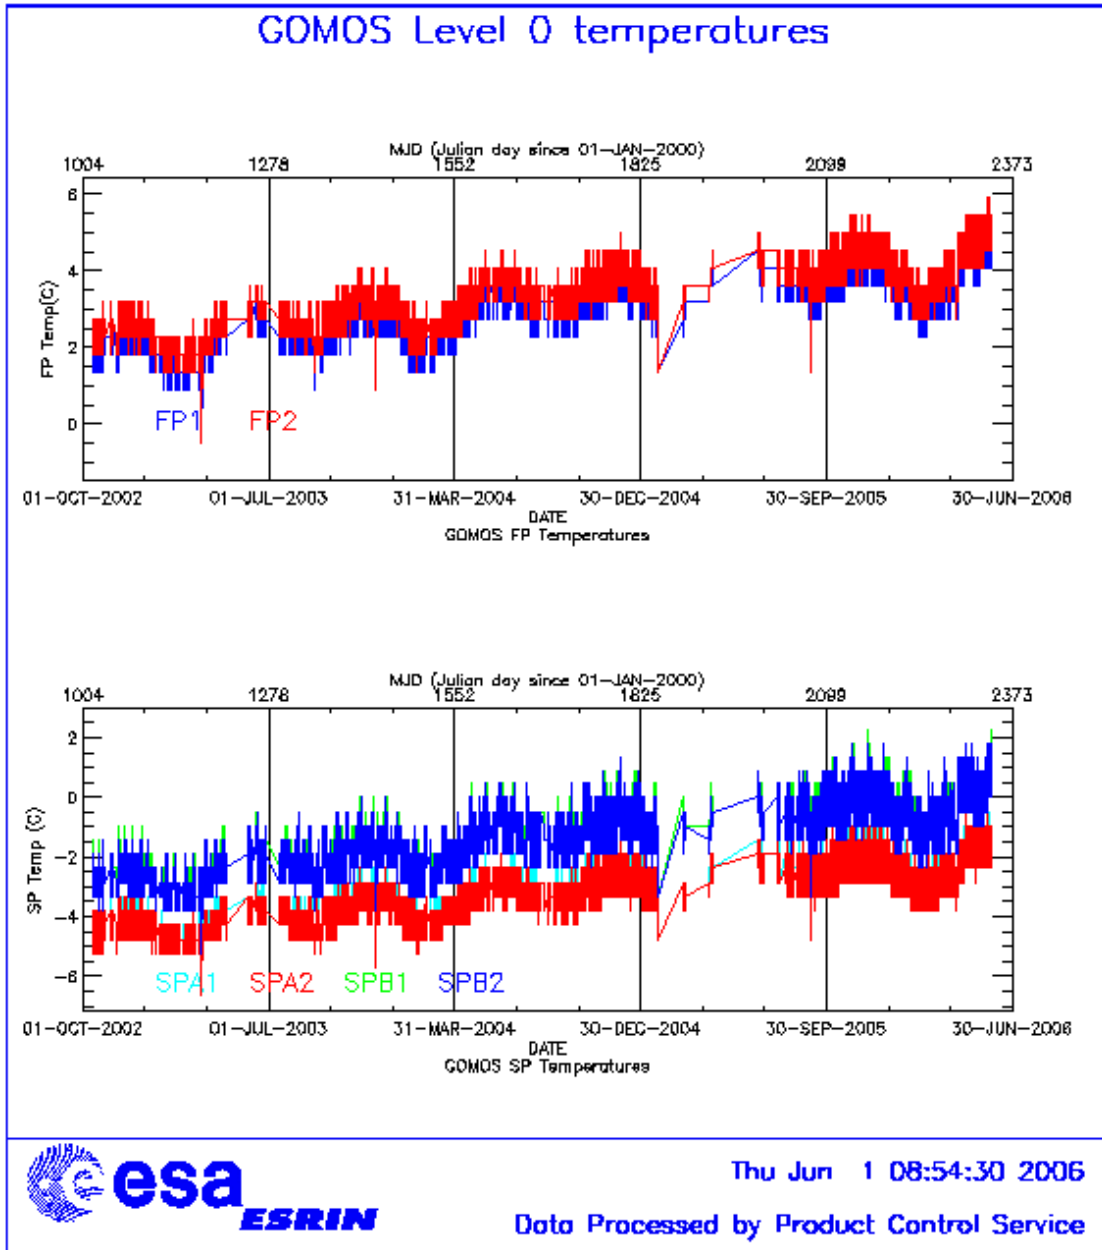 GOMOS Level 0 temperatures
MJD (Julian day since 01-JAN-2000)
1004 1278 1552 1825 2099 2373
6
4
2
0
FP Temp(C)
FP1 FP2
01-OCT-2002 01-JUL-2003 31-MAR-2004 30-DEC-2004 30-SEP-2005 30-JUN-2006
DATE
GOMOS FP Temperatures
MJD (Julian day since 01-JAN-2000)
1004 1278 1552 1825 2099 2373
2
0
-2
-4
-6
SP Temp (C)
SPA1 SPA2 SPB1 SPB2
01-OCT-2002 01-JUL-2003 31-MAR-2004 30-DEC-2004 30-SEP-2005 30-JUN-2006
DATE
GOMOS SP Temperatures
esa
ESRIN
Thu Jun 1 08:54:30 2006
Data Processed by Product Control Service